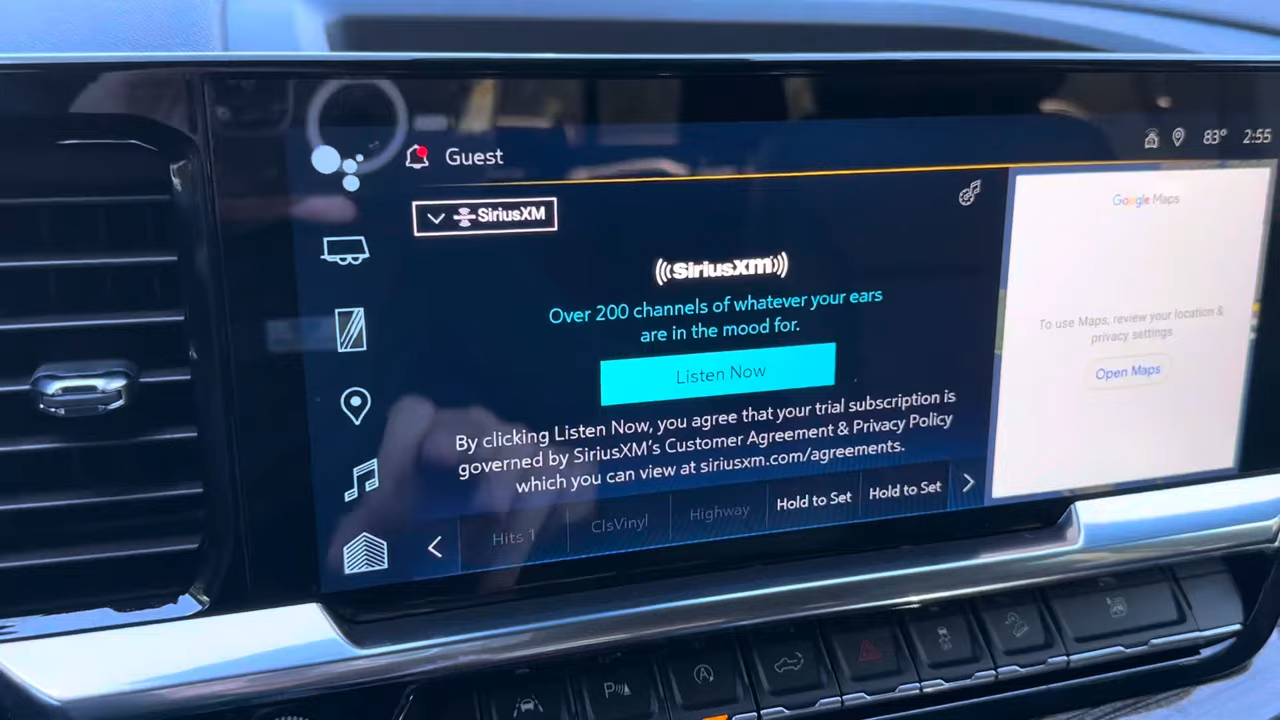 Guest
83° 2:55
SiriusXM
((SiriusXM))
Over 200 channels of whatever your ears
are in the mood for.
Listen Now
By clicking Listen Now, you agree that your trial subscription is
governed by SiriusXM's Customer Agreement & Privacy Policy
which you can view at siriusxm.com/agreements.
Hits 1 ClsVinyl Highway Hold to Set Hold to Set
Google Maps
To use Maps, review your location &
privacy settings
Open Maps
P
A